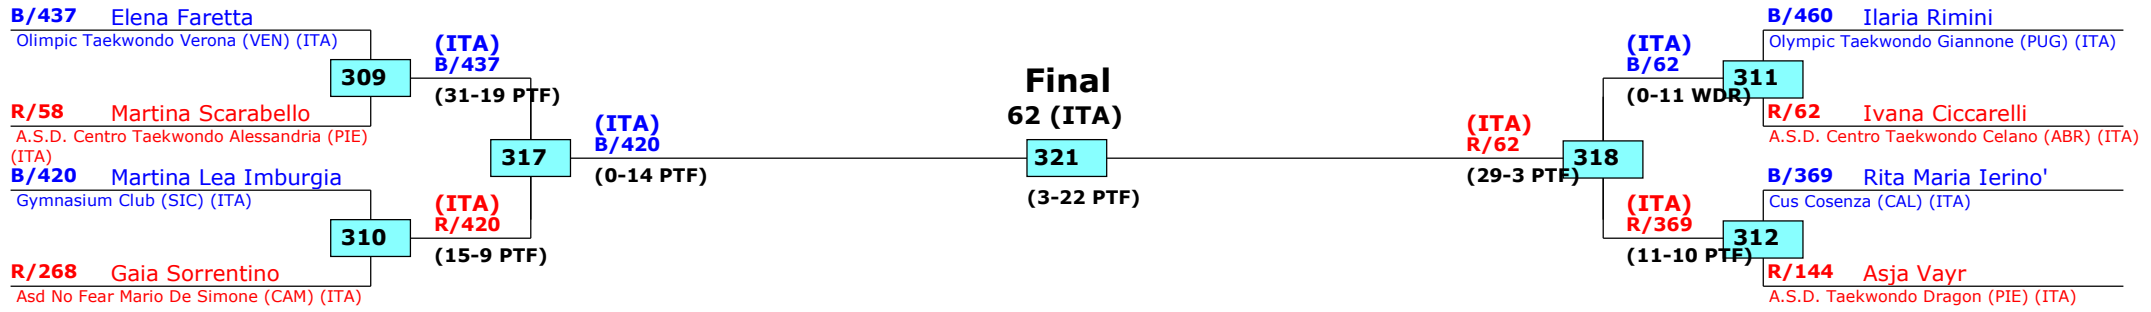 B/437 Elena Faretta
Olimpic Taekwondo Verona (VEN) (ITA)
309
R/58 Martina Scarabello
A.S.D. Centro Taekwondo Alessandria (PIE)
(ITA)
B/420 Martina Lea Imburgia
Gymnasium Club (SIC) (ITA)
310
R/268 Gaia Sorrentino
Asd No Fear Mario De Simone (CAM) (ITA)
(ITA)
B/437
(31-19 PTF)
317
(ITA)
R/420
(15-9 PTF)
(ITA)
B/420
(0-14 PTF)
Final
62 (ITA)
321
(3-22 PTF)
(ITA)
R/62
(29-3 PTF)
318
(ITA)
B/62
(0-11 WDR)
(ITA)
R/369
(11-10 PTF)
B/460 Ilaria Rimini
Olympic Taekwondo Giannone (PUG) (ITA)
311
R/62 Ivana Ciccarelli
A.S.D. Centro Taekwondo Celano (ABR) (ITA)
B/369 Rita Maria Ierino'
Cus Cosenza (CAL) (ITA)
312
R/144 Asja Vayr
A.S.D. Taekwondo Dragon (PIE) (ITA)